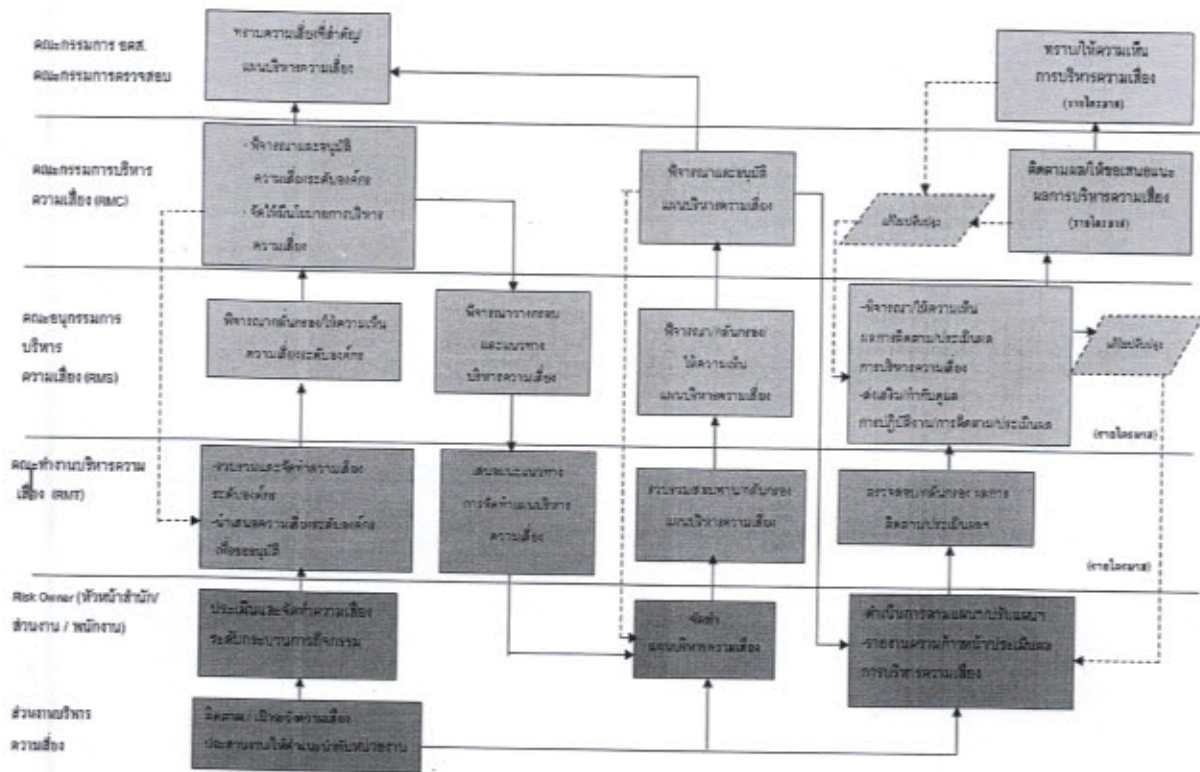 คณะกรรมการ อคส.
คณะกรรมการตรวจสอบ
ทราบความเสี่ยงที่สำคัญ/
แผนบริหารความเสี่ยง
ทราบ/ให้ความเห็น
การบริหารความเสี่ยง
(รายไตรมาส)
คณะกรรมการบริหาร
ความเสี่ยง (RMC)
- พิจารณาและอนุมัติ
ความเสี่ยงระดับองค์กร
- จัดให้มีนโยบายการบริหาร
ความเสี่ยง
พิจารณาและอนุมัติ
แผนบริหารความเสี่ยง
แก้ไขปรับปรุง
ติดตามผล/ให้ข้อเสนอแนะ
ผลการบริหารความเสี่ยง
(รายไตรมาส)
คณะอนุกรรมการ
บริหาร
ความเสี่ยง (RMS)
พิจารณากลั่นกรอง/ให้ความเห็น
ความเสี่ยงระดับองค์กร
พิจารณาวางกรอบ
และแนวทาง
บริหารความเสี่ยง
พิจารณา/กลั่นกรอง/
ให้ความเห็น
แผนบริหารความเสี่ยง
-พิจารณา/ให้ความเห็น
ผลการติดตาม/ประเมินผล
การบริหารความเสี่ยง
-ส่งเสริม/กำกับดูแล
การปฏิบัติงาน/การติดตาม/ประเมินผล
แก้ไขปรับปรุง
(รายไตรมาส)
คณะทำงานบริหารความ
เสี่ยง (RMT)
-รวบรวมและจัดทำความเสี่ยง
ระดับองค์กร
-นำเสนอความเสี่ยงระดับองค์กร
เพื่อขออนุมัติ
เสนอแนะแนวทาง
การจัดทำแผนบริหาร
ความเสี่ยง
รวบรวม/สอบทาน/กลั่นกรอง
แผนบริหารความเสี่ยง
ตรวจสอบ/กลั่นกรอง ผลการ
ติดตาม/ประเมินผลฯ
(รายไตรมาส)
Risk Owner (หัวหน้าสำนัก/
ส่วนงาน / พนักงาน)
ประเมินและจัดทำความเสี่ยง
ระดับกระบวนการ/กิจกรรม
จัดทำ
แผนบริหารความเสี่ยง
-ดำเนินการตามแผนฯ/ปรับแผนฯ
-รายงานความก้าวหน้า/ประเมินผล
การบริหารความเสี่ยง
ส่วนงานบริหาร
ความเสี่ยง
ติดตาม / เฝ้าระวังความเสี่ยง
ประสานงาน/ให้คำแนะนำกับหน่วยงาน